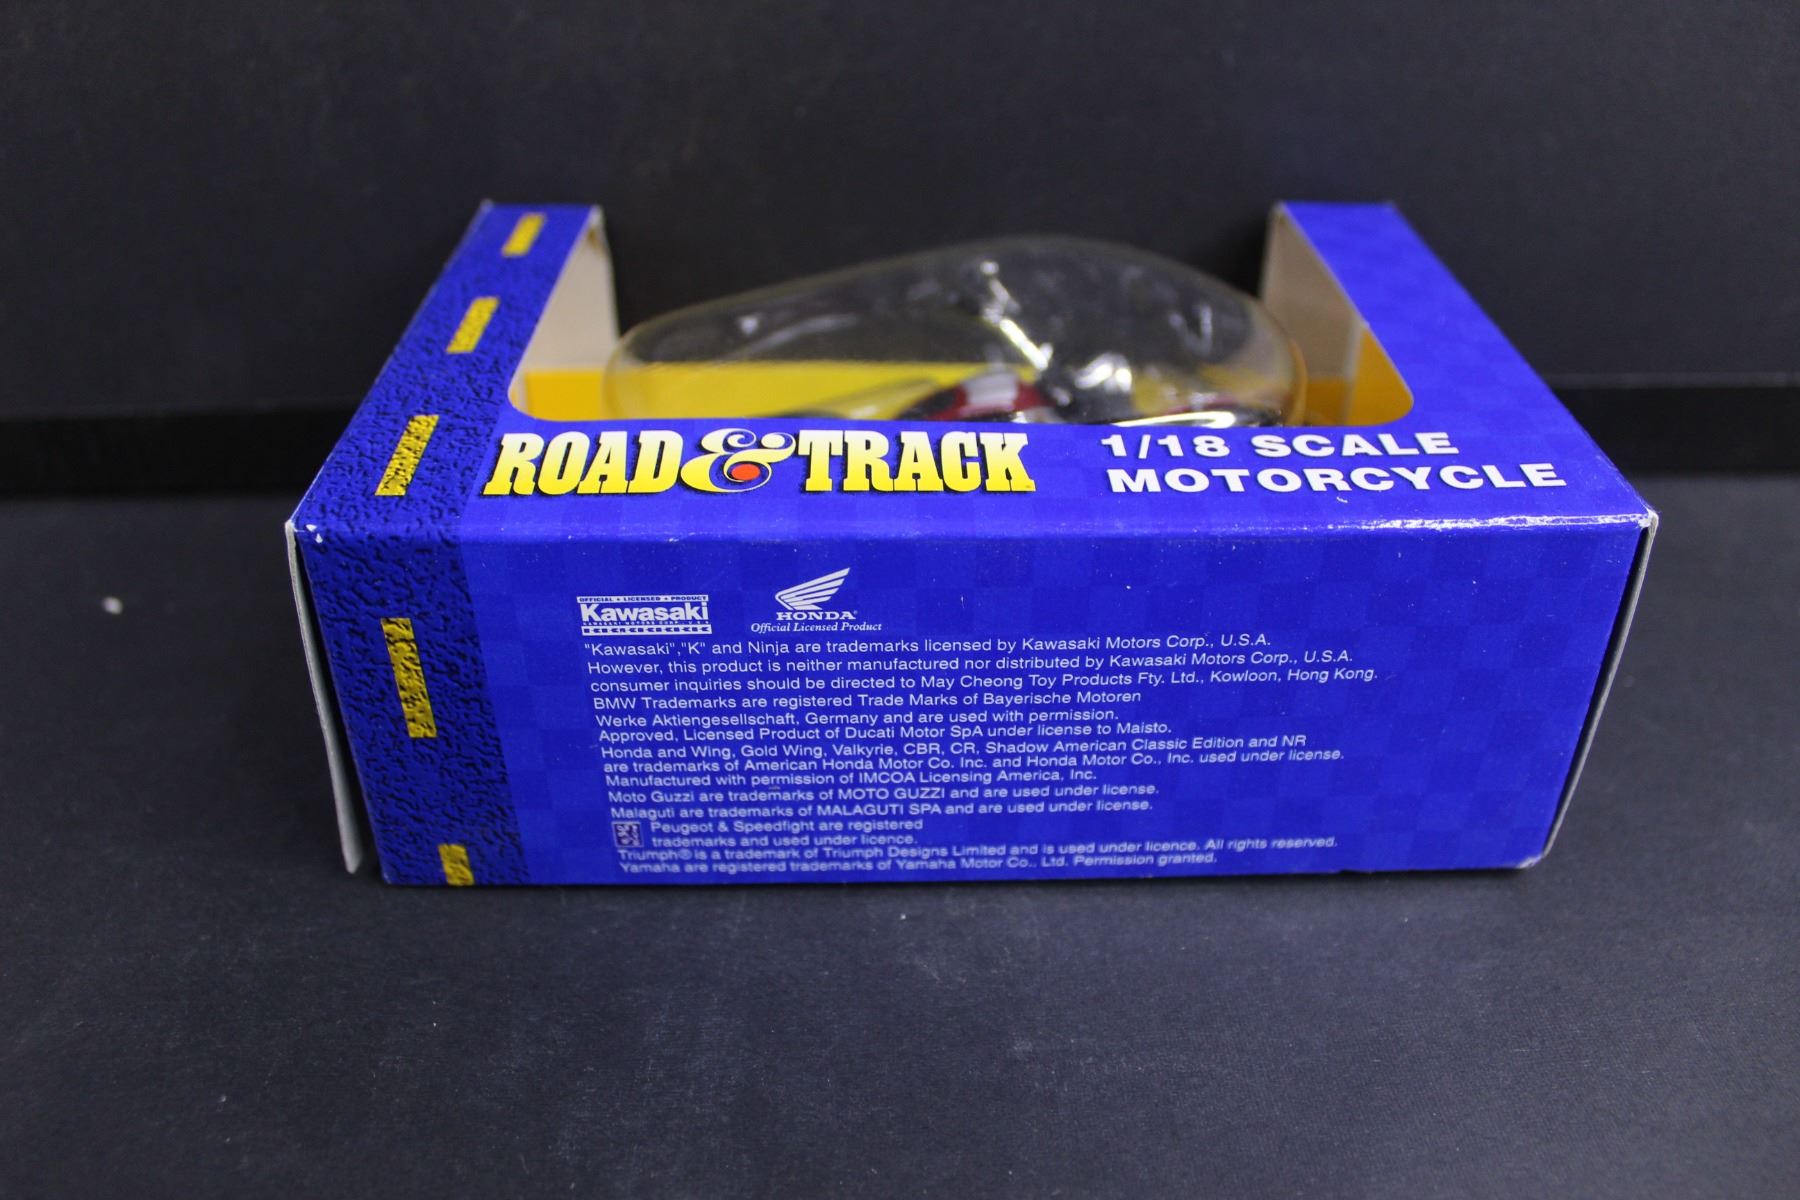 ROAD & TRACK
1/18 SCALE
MOTORCYCLE
OFFICIAL • LICENSED • PRODUCT
Kawasaki
KAWASAKI MOTORS CORP., U.S.A.
HONDA
Official Licensed Product
"Kawasaki","K" and Ninja are trademarks licensed by Kawasaki Motors Corp., U.S.A.
However, this product is neither manufactured nor distributed by Kawasaki Motors Corp., U.S.A.
consumer inquiries should be directed to May Cheong Toy Products Fty. Ltd., Kowloon, Hong Kong.
BMW Trademarks are registered Trade Marks of Bayerische Motoren
Werke Aktiengesellschaft, Germany and are used with permission.
Approved, Licensed Product of Ducati Motor SpA under license to Maisto.
Honda and Wing, Gold Wing, Valkyrie, CBR, CR, Shadow American Classic Edition and NR
are trademarks of American Honda Motor Co. Inc. and Honda Motor Co., Inc. used under license.
Manufactured with permission of IMCOA Licensing America, Inc.
Moto Guzzi are trademarks of MOTO GUZZI and are used under license.
Malaguti are trademarks of MALAGUTI SPA and are used under license.
Peugeot & Speedfight are registered
trademarks and used under licence.
Triumph® is a trademark of Triumph Designs Limited and is used under licence. All rights reserved.
Yamaha are registered trademarks of Yamaha Motor Co., Ltd. Permission granted.